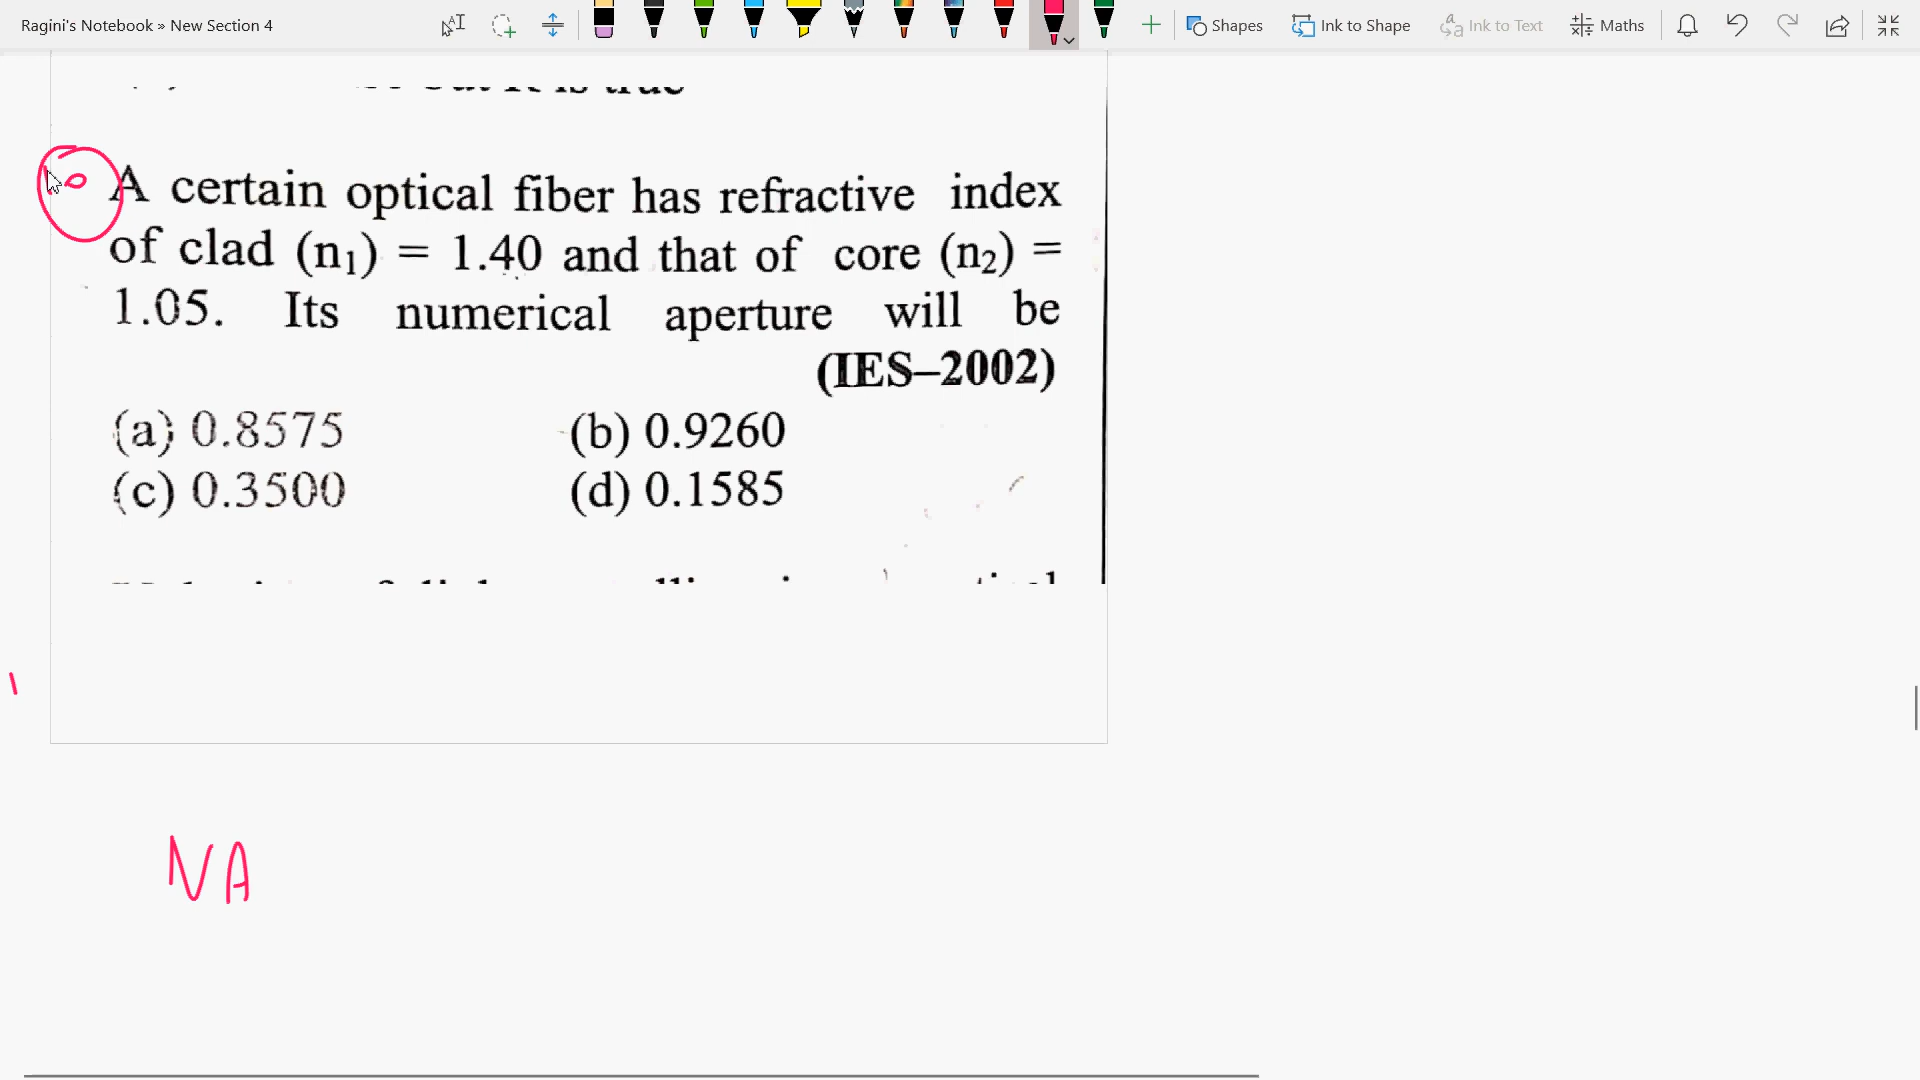 Ragini's Notebook » New Section 4
Shapes
Ink to Shape
Ink to Text
Maths
A certain optical fiber has refractive index
of clad (n₁) = 1.40 and that of core (n₂) =
1.05. Its numerical aperture will be
(IES–2002)
(a) 0.8575 (b) 0.9260
(c) 0.3500 (d) 0.1585
NA